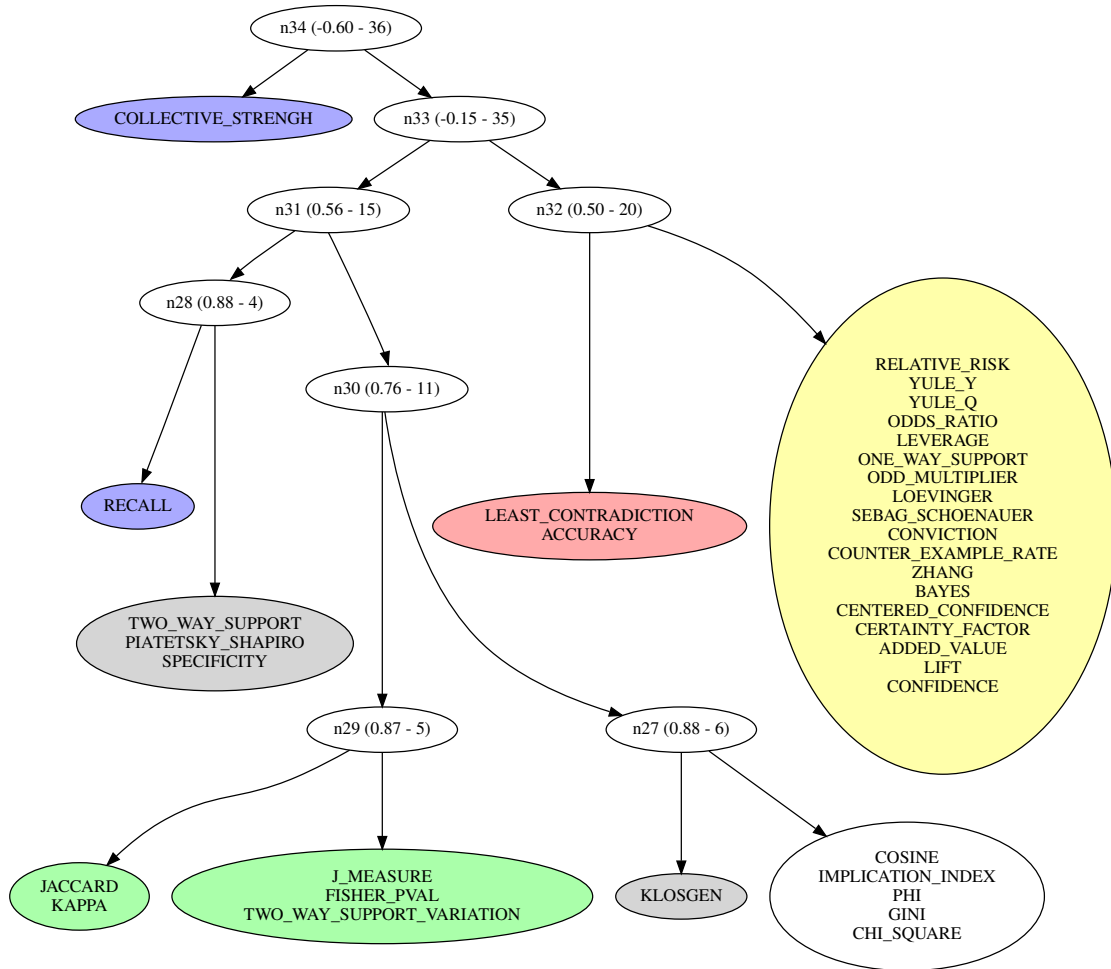 n34 (-0.60 - 36)
COLLECTIVE_STRENGH
n33 (-0.15 - 35)
n31 (0.56 - 15)
n32 (0.50 - 20)
n28 (0.88 - 4)
n30 (0.76 - 11)
RELATIVE_RISK
YULE_Y
YULE_Q
ODDS_RATIO
LEVERAGE
ONE_WAY_SUPPORT
ODD_MULTIPLIER
LOEVINGER
SEBAG_SCHOENAUER
CONVICTION
COUNTER_EXAMPLE_RATE
ZHANG
BAYES
CENTERED_CONFIDENCE
CERTAINTY_FACTOR
ADDED_VALUE
LIFT
CONFIDENCE
RECALL
LEAST_CONTRADICTION
ACCURACY
TWO_WAY_SUPPORT
PIATETSKY_SHAPIRO
SPECIFICITY
n29 (0.87 - 5)
n27 (0.88 - 6)
JACCARD
KAPPA
J_MEASURE
FISHER_PVAL
TWO_WAY_SUPPORT_VARIATION
KLOSGEN
COSINE
IMPLICATION_INDEX
PHI
GINI
CHI_SQUARE